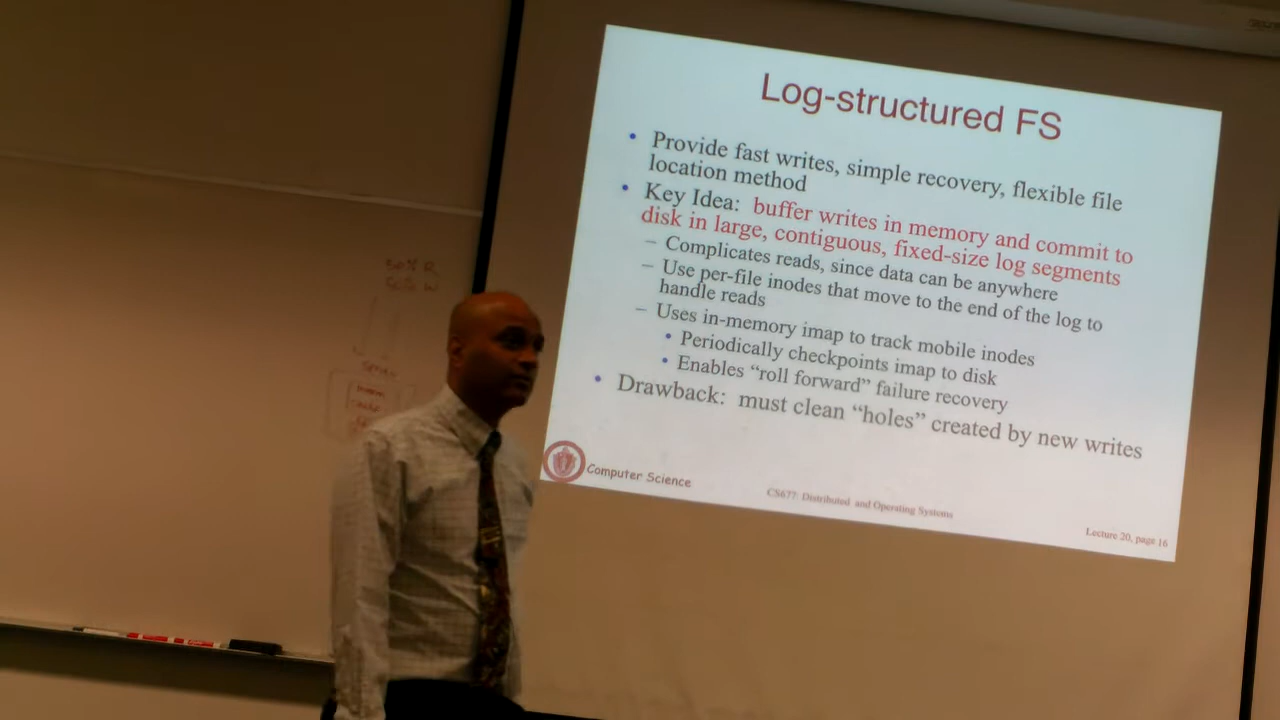 Log-structured FS
• Provide fast writes, simple recovery, flexible file
location method
• Key Idea: buffer writes in memory and commit to
disk in large, contiguous, fixed-size log segments
– Complicates reads, since data can be anywhere
– Use per-file inodes that move to the end of the log to
handle reads
– Uses in-memory imap to track mobile inodes
• Periodically checkpoints imap to disk
• Enables “roll forward” failure recovery
• Drawback: must clean “holes” created by new writes
Computer Science
CS677: Distributed and Operating Systems
Lecture 20, page 16